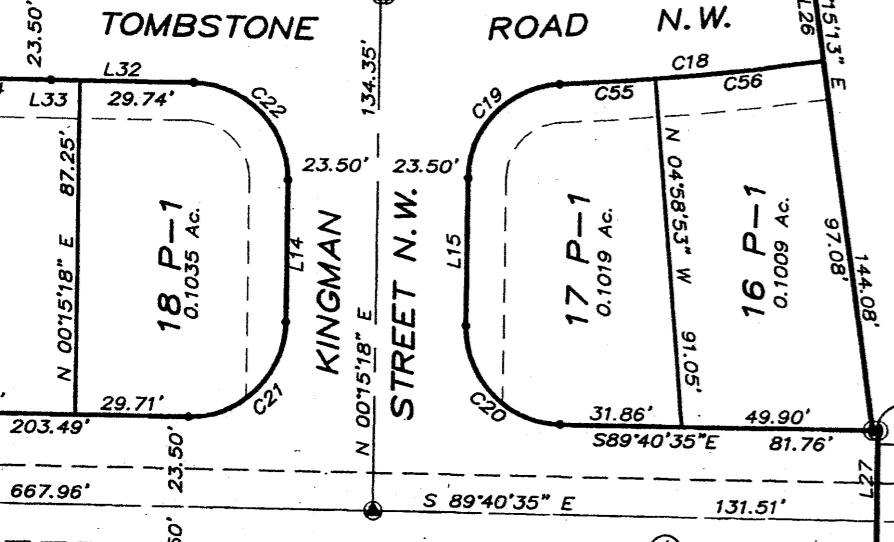 TOMBSTONE ROAD N.W.
23.50'
L32
L33
29.74'
C22
134.35'
C19
C18
C55
C56
L26
15'13" E
87.25'
N 00°15'18" E
18 P-1
0.1035 Ac.
23.50'
23.50'
L14
KINGMAN
STREET N.W.
N 00°15'18" E
L15
17 P-1
0.1019 Ac.
N 04°58'53" W
91.05'
16 P-1
0.1009 Ac.
97.08'
144.08'
29.71'
C21
C20
31.86'
49.90'
203.49'
23.50'
S89°40'35"E
81.76'
L27
667.96'
S 89°40'35" E
131.51'
50'